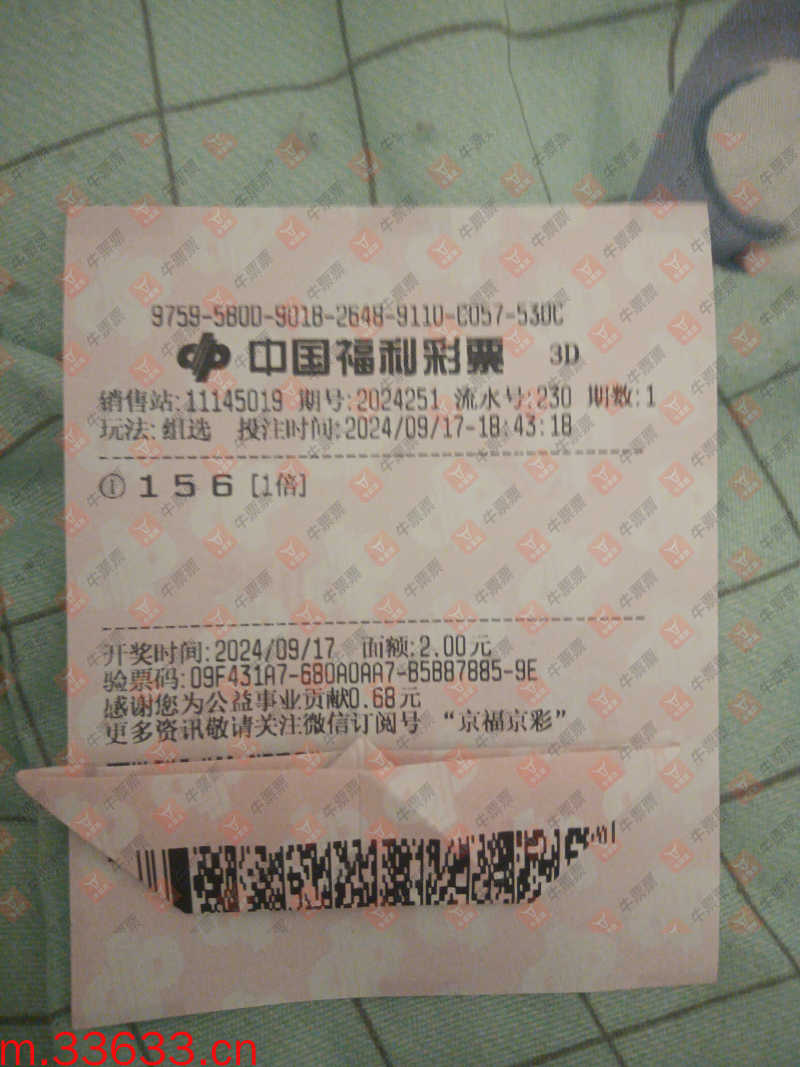 9759-580D-9018-2648-9110-C057-530C
中国福利彩票 3D
销售站:11145019 期号:2024251 流水号:230 期数:1
玩法:组选 投注时间:2024/09/17-18:43:18
① 1 5 6 [1倍]
开奖时间:2024/09/17 面额:2.00元
验票码:09F431A7-680A0AA7-B5B87885-9E
感谢您为公益事业贡献0.68元
更多资讯敬请关注微信订阅号 “京福京彩”
牛票票
m.33633.cn